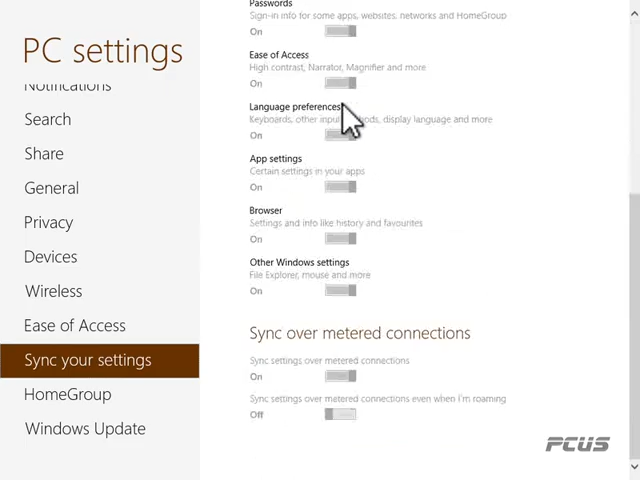 PC settings
Notifications
Search
Share
General
Privacy
Devices
Wireless
Ease of Access
Sync your settings
HomeGroup
Windows Update
Passwords
Sign-in info for some apps, websites, networks and HomeGroup
On
Ease of Access
High contrast, Narrator, Magnifier and more
On
Language preferences
Keyboards, other input display language and more
On
App settings
Certain settings in your apps
On
Browser
Settings and info like history and favourites
On
Other Windows settings
File Explorer, mouse and more
On
Sync over metered connections
Sync settings over metered connections
On
Sync settings over metered connections even when I'm roaming
Off
PCUS